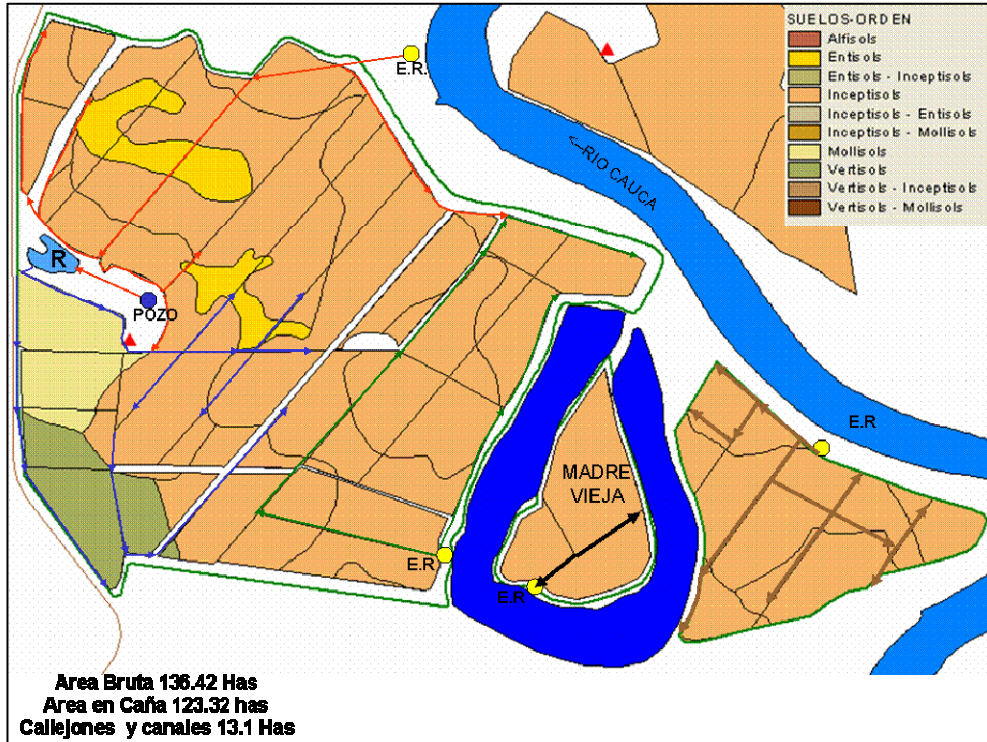 SUELOS-ORDEN
Alfisols
Entisols
Entisols - Inceptisols
Inceptisols
Inceptisols - Entisols
Inceptisols - Mollisols
Mollisols
Vertisols
Vertisols - Inceptisols
Vertisols - Mollisols
E.R.
<--RIO CAUCA
R
POZO
E.R
MADRE
VIEJA
E.R
E.R
Area Bruta 136.42 Has
Area en Caña 123.32 has
Callejones y canales 13.1 Has